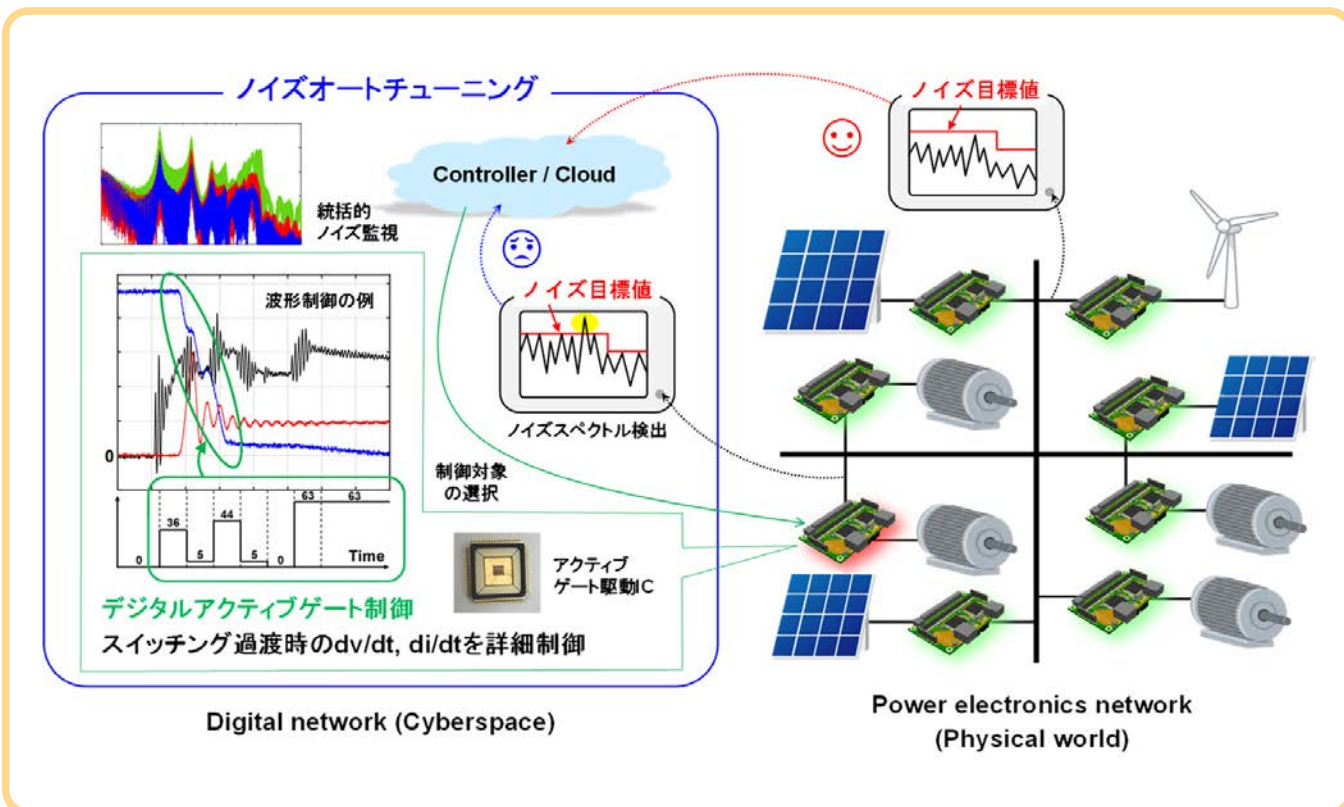 ノイズオートチューニング
ノイズ目標値
Controller / Cloud
統括的
ノイズ監視
波形制御の例
ノイズ目標値
0
ノイズスペクトル検出
制御対象
の選択
63
63
44
36
0
5
5
0
Time
アクティブ
ゲート駆動IC
デジタルアクティブゲート制御
スイッチング過渡時のdv/dt, di/dtを詳細制御
Digital network (Cyberspace)
Power electronics network
(Physical world)